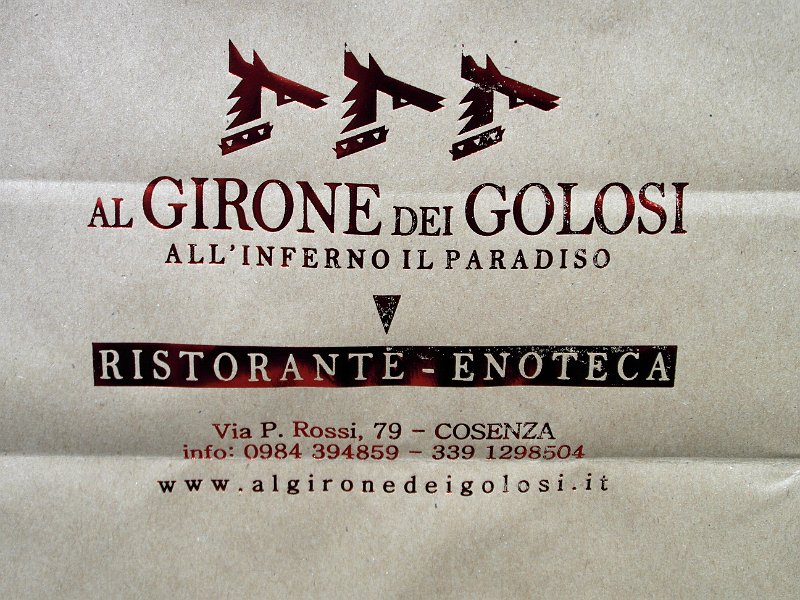 AL GIRONE DEI GOLOSI
ALL'INFERNO IL PARADISO
RISTORANTE - ENOTECA
Via P. Rossi, 79 - COSENZA
info: 0984 394859 - 339 1298504
www.algironedeigolosi.it